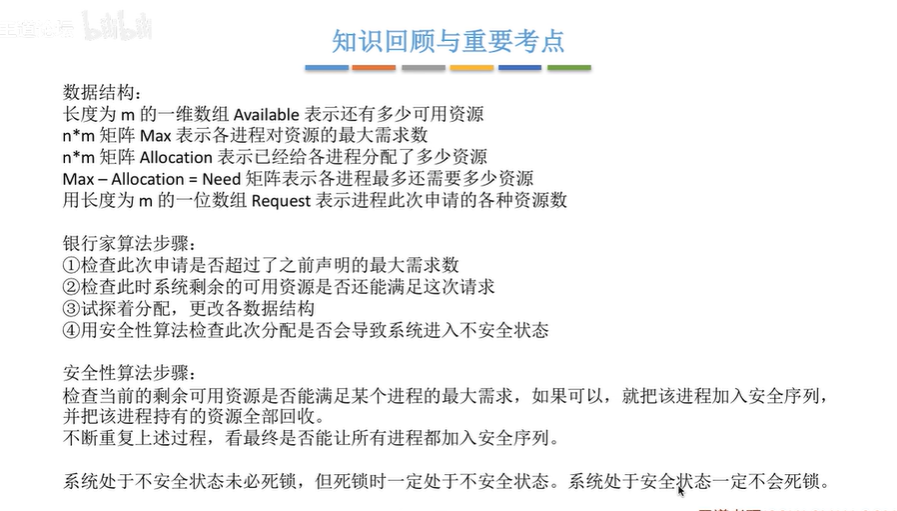 知识回顾与重要考点
数据结构：
长度为 m 的一维数组 Available 表示还有多少可用资源
n*m 矩阵 Max 表示各进程对资源的最大需求数
n*m 矩阵 Allocation 表示已经给各进程分配了多少资源
Max – Allocation = Need 矩阵表示各进程最多还需要多少资源
用长度为 m 的一位数组 Request 表示进程此次申请的各种资源数
银行家算法步骤：
①检查此次申请是否超过了之前声明的最大需求数
②检查此时系统剩余的可用资源是否还能满足这次请求
③试探着分配，更改各数据结构
④用安全性算法检查此次分配是否会导致系统进入不安全状态
安全性算法步骤：
检查当前的剩余可用资源是否能满足某个进程的最大需求，如果可以，就把该进程加入安全序列，
并把该进程持有的资源全部回收。
不断重复上述过程，看最终是否能让所有进程都加入安全序列。
系统处于不安全状态未必死锁，但死锁时一定处于不安全状态。系统处于安全状态一定不会死锁。